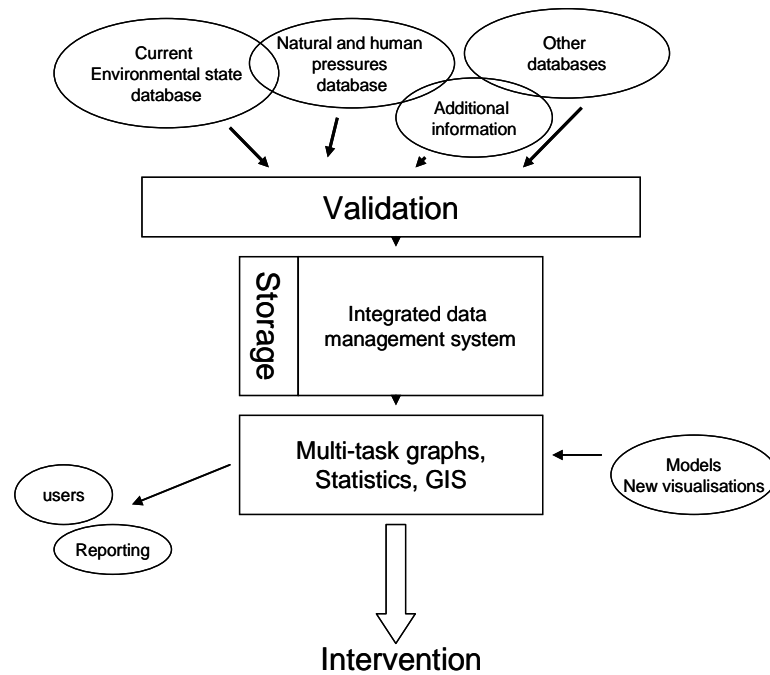 Current
Environmental state
database
Natural and human
pressures
database
Other
databases
Additional
information
Validation
Storage
Integrated data
management system
Multi-task graphs,
Statistics, GIS
Models
New visualisations
users
Reporting
Intervention